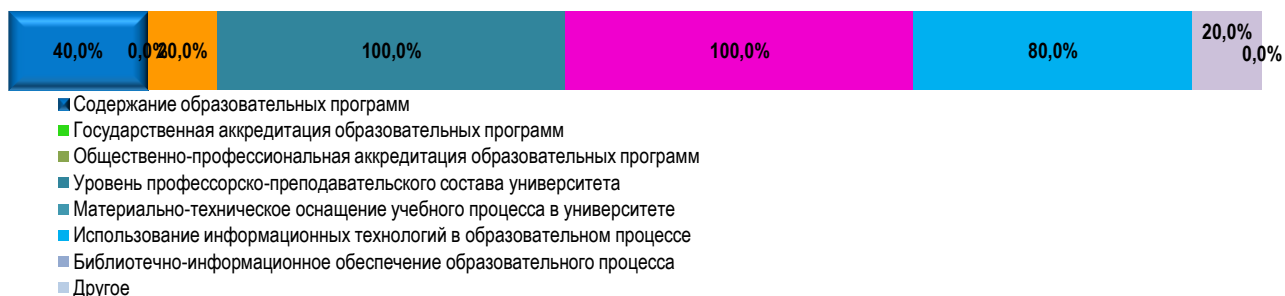 40,0% 0,0% 20,0% 100,0% 100,0% 80,0% 20,0% 0,0%
Содержание образовательных программ
Государственная аккредитация образовательных программ
Общественно-профессиональная аккредитация образовательных программ
Уровень профессорско-преподавательского состава университета
Материально-техническое оснащение учебного процесса в университете
Использование информационных технологий в образовательном процессе
Библиотечно-информационное обеспечение образовательного процесса
Другое